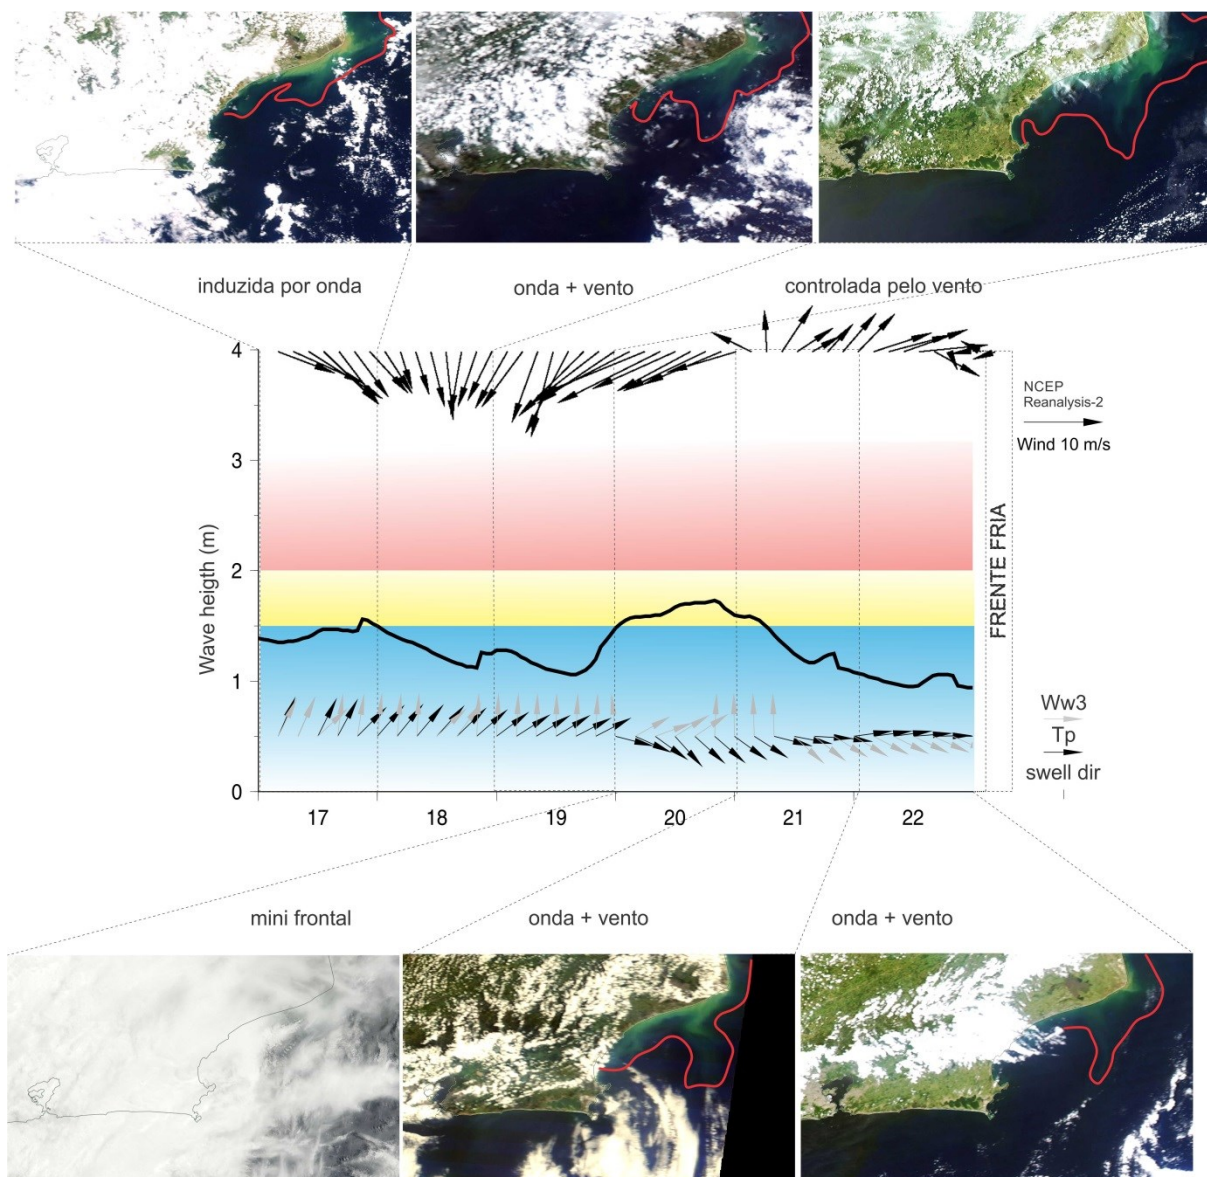 induzida por onda
onda + vento
controlada pelo vento
4
3
2
1
0
Wave heigth (m)
NCEP
Reanalysis-2
Wind 10 m/s
FRENTE FRIA
Ww3
Tp
swell dir
17
18
19
20
21
22
mini frontal
onda + vento
onda + vento